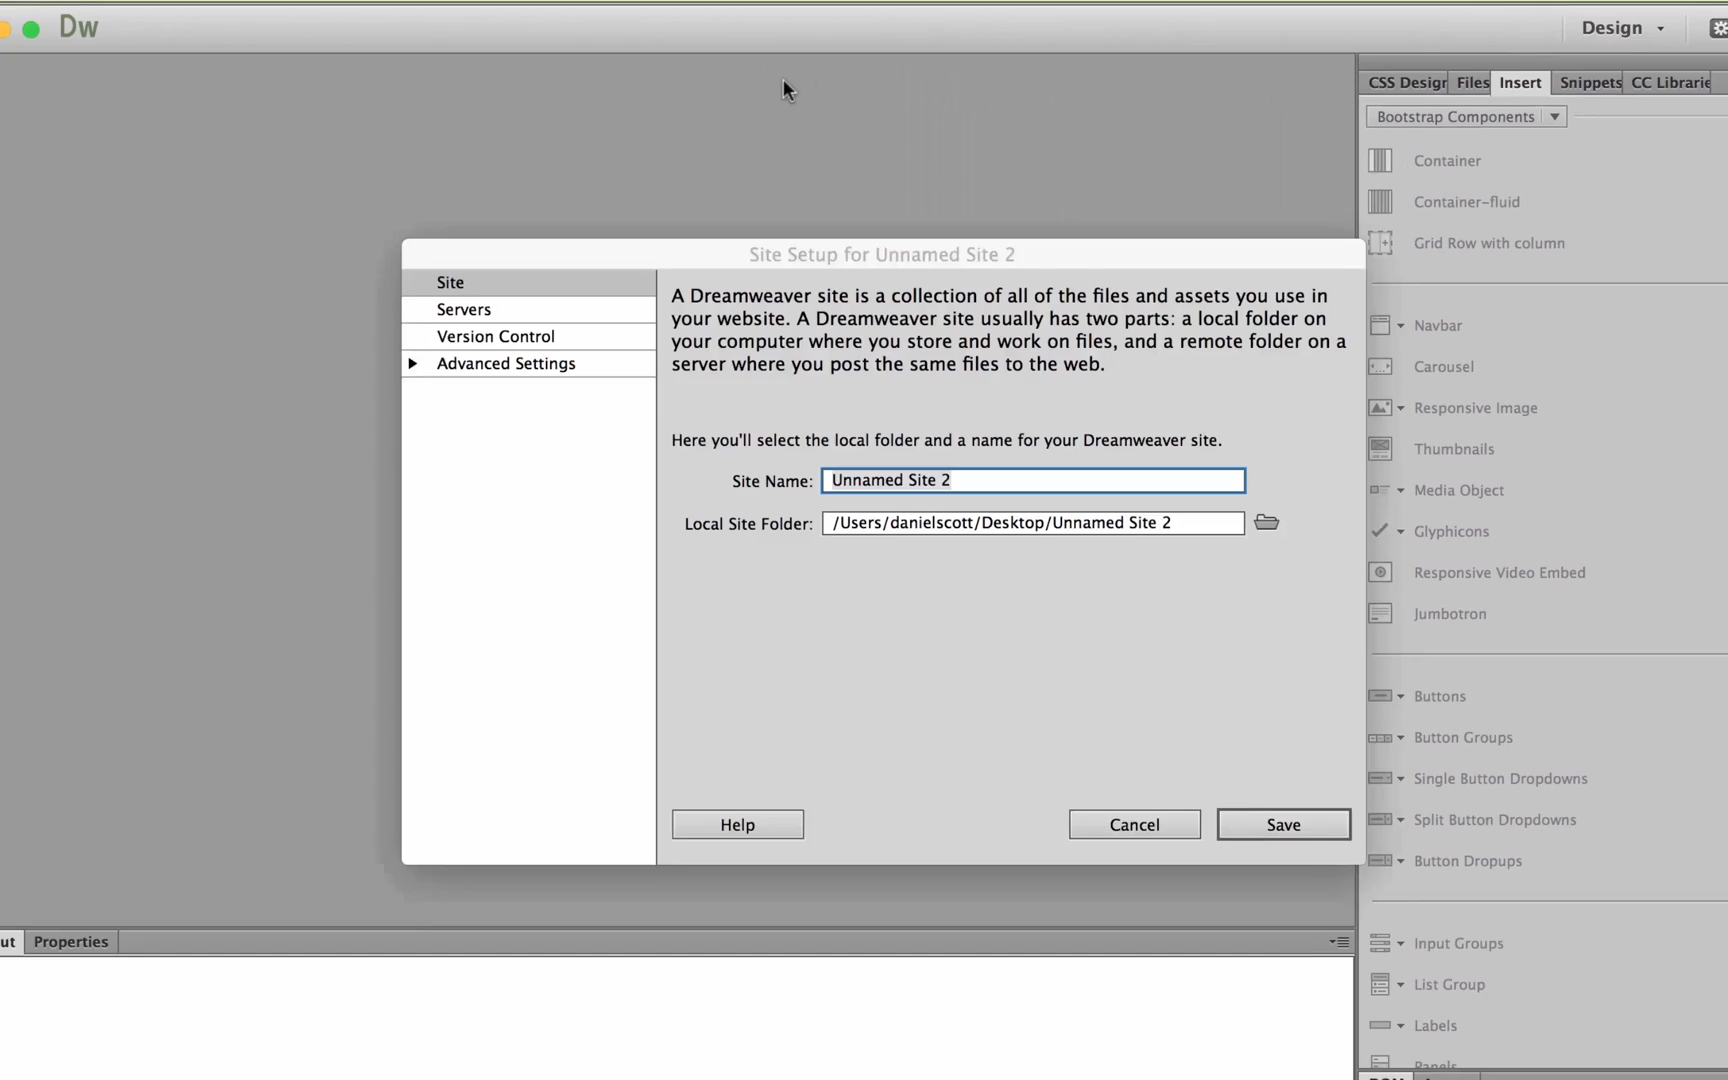 Dw
Design
CSS Design Files Insert Snippets CC Librarie
Bootstrap Components
Container
Container-fluid
Grid Row with column
Navbar
Carousel
Responsive Image
Thumbnails
Media Object
Glyphicons
Responsive Video Embed
Jumbotron
Buttons
Button Groups
Single Button Dropdowns
Split Button Dropdowns
Button Dropups
Input Groups
List Group
Labels
Panels
Site Setup for Unnamed Site 2
Site
Servers
Version Control
Advanced Settings
A Dreamweaver site is a collection of all of the files and assets you use in
your website. A Dreamweaver site usually has two parts: a local folder on
your computer where you store and work on files, and a remote folder on a
server where you post the same files to the web.
Here you'll select the local folder and a name for your Dreamweaver site.
Site Name: Unnamed Site 2
Local Site Folder: /Users/danielscott/Desktop/Unnamed Site 2
Help Cancel Save
ut Properties